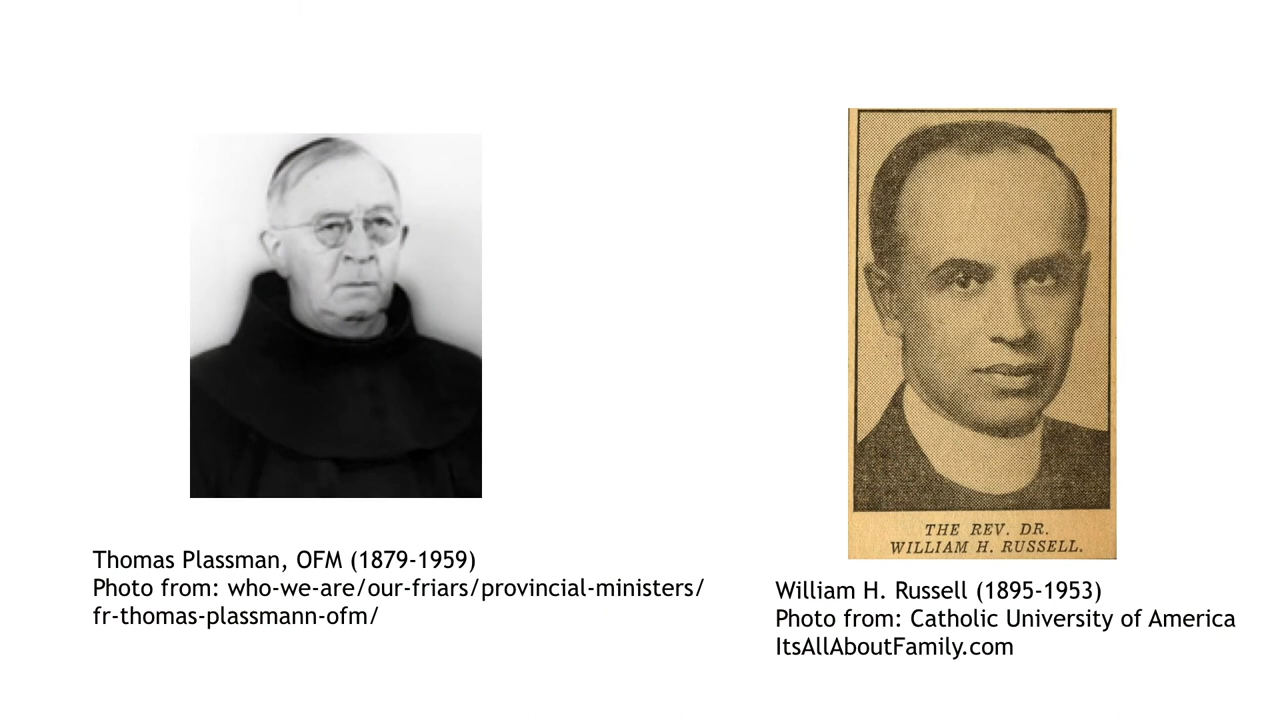 THE REV. DR.
WILLIAM H. RUSSELL.
Thomas Plassman, OFM (1879-1959)
Photo from: who-we-are/our-friars/provincial-ministers/
fr-thomas-plassmann-ofm/
William H. Russell (1895-1953)
Photo from: Catholic University of America
ItsAllAboutFamily.com